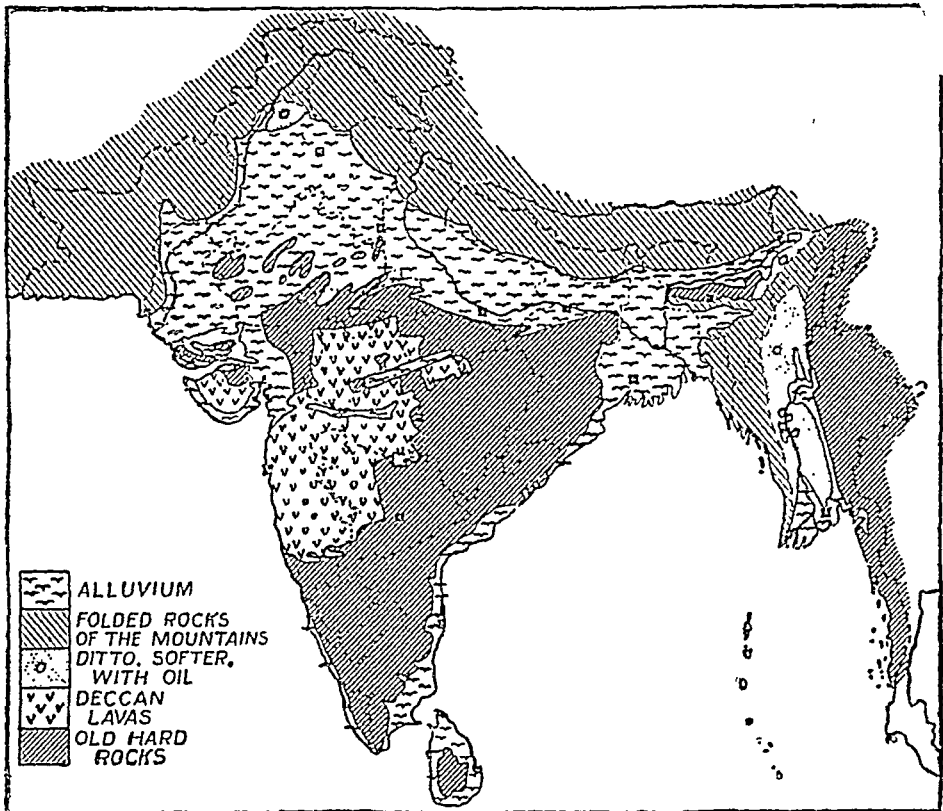 ALLUVIUM
FOLDED ROCKS
OF THE MOUNTAINS
DITTO, SOFTER,
WITH OIL
DECCAN
LAVAS
OLD HARD
ROCKS